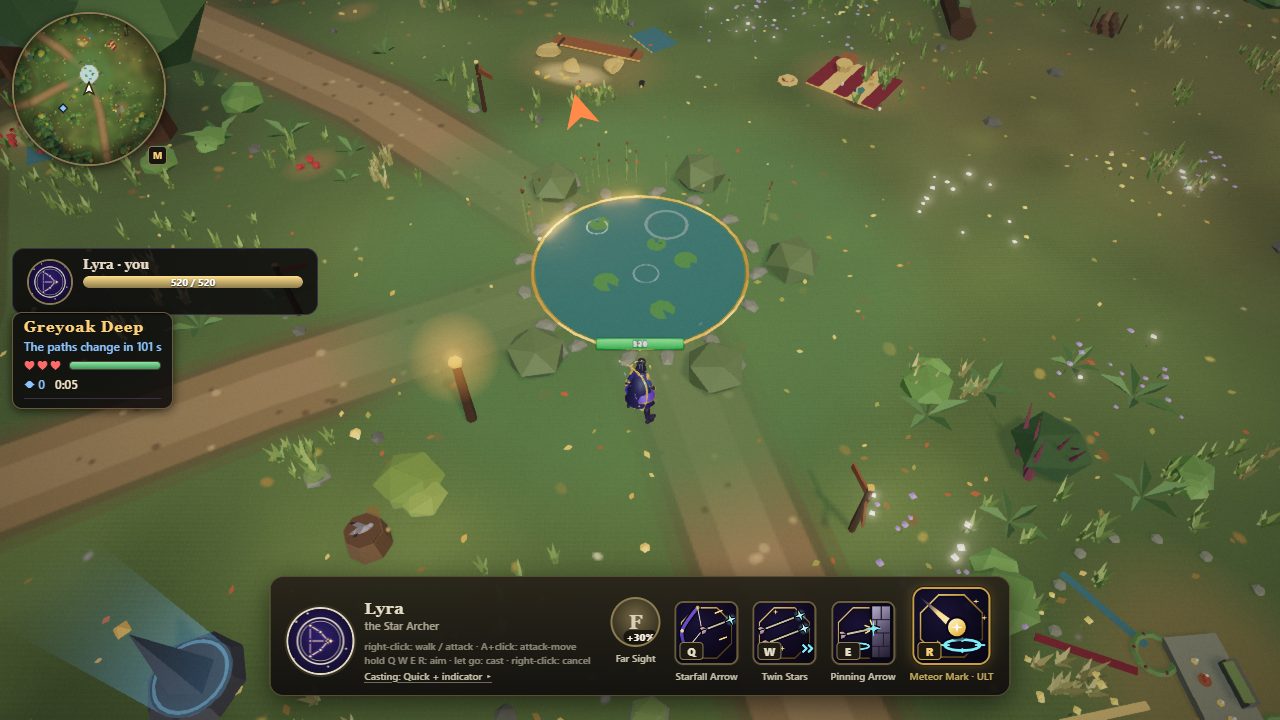 M
Lyra · you
520 / 520
Greyoak Deep
The paths change in 101 s
0 0:05
520
Lyra
the Star Archer
right-click: walk / attack · A+click: attack-move
hold Q W E R: aim · let go: cast · right-click: cancel
Casting: Quick + indicator
F
+30%
Far Sight
Q
Starfall Arrow
W
Twin Stars
E
Pinning Arrow
R
Meteor Mark · ULT